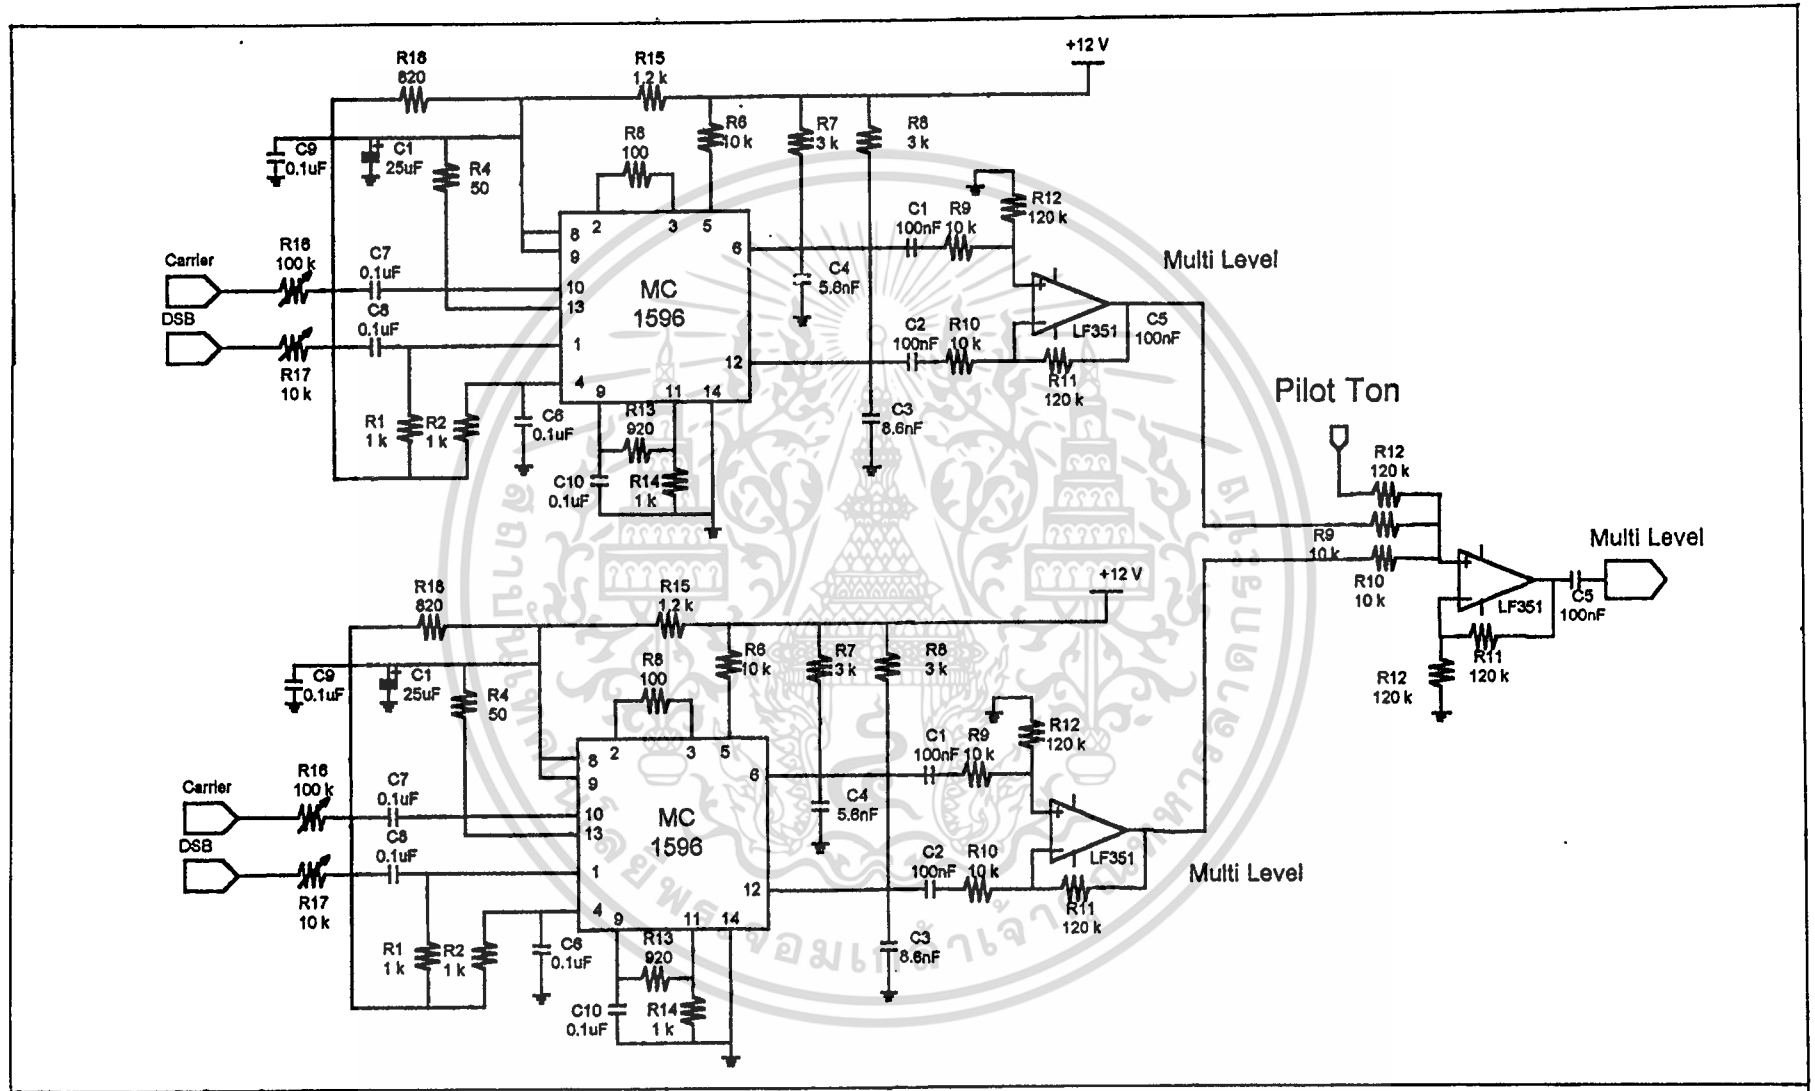 +12 V
R18
820
R15
1.2 k
C9
0.1uF
C1
25uF
R4
50
R8
100
R6
10 k
R7
3 k
R8
3 k
Carrier
R16
100 k
C7
0.1uF
DSB
R17
10 k
C8
0.1uF
R1
1 k
R2
1 k
C6
0.1uF
2
3
5
8
9
10
13
1
4
9
11
14
6
12
MC
1596
R13
920
C10
0.1uF
R14
1 k
C4
5.6nF
C3
8.6nF
C1
100nF
R9
10 k
R12
120 k
C2
100nF
R10
10 k
LF351
R11
120 k
C5
100nF
Multi Level
Pilot Ton
R12
120 k
R9
10 k
R10
10 k
LF351
R11
120 k
R12
120 k
C5
100nF
Multi Level
+12 V
R18
820
R15
1.2 k
C9
0.1uF
C1
25uF
R4
50
R8
100
R6
10 k
R7
3 k
R8
3 k
Carrier
R16
100 k
C7
0.1uF
DSB
R17
10 k
C8
0.1uF
R1
1 k
R2
1 k
C6
0.1uF
2
3
5
8
9
10
13
1
4
9
11
14
6
12
MC
1596
R13
920
C10
0.1uF
R14
1 k
C4
5.6nF
C3
8.6nF
C1
100nF
R9
10 k
R12
120 k
C2
100nF
R10
10 k
LF351
R11
120 k
Multi Level